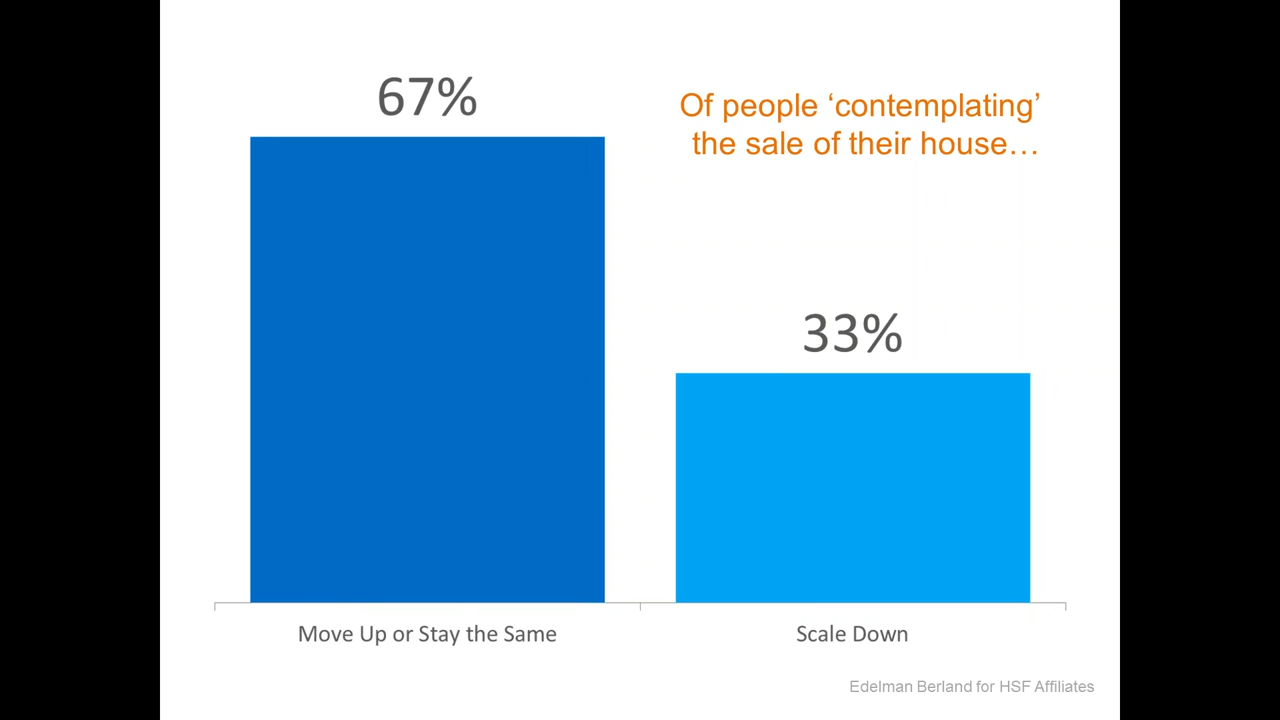 67%
Of people ‘contemplating’
the sale of their house…
33%
Move Up or Stay the Same
Scale Down
Edelman Berland for HSF Affiliates